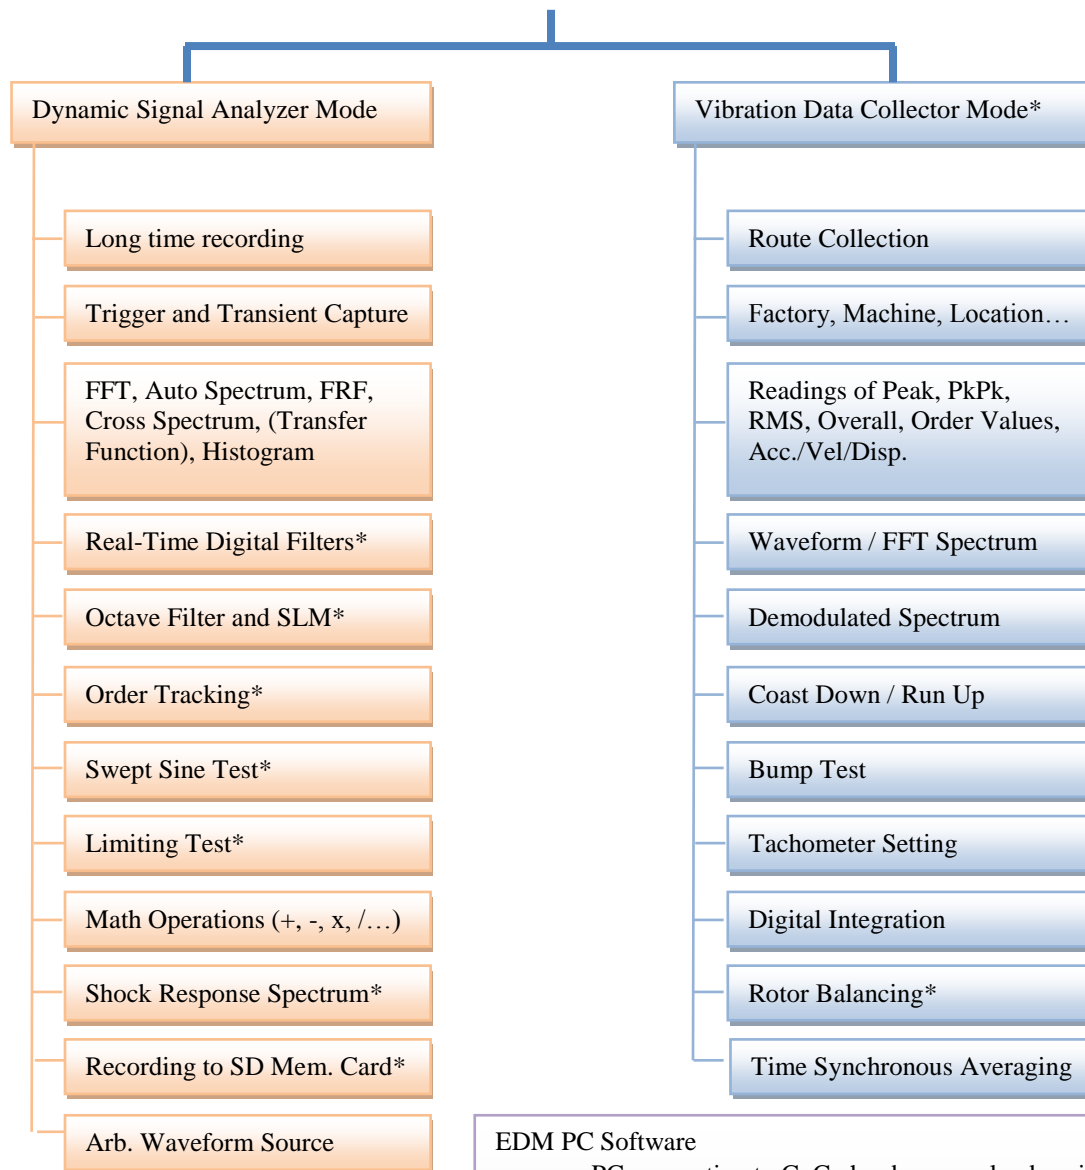 Dynamic Signal Analyzer Mode
Long time recording
Trigger and Transient Capture
FFT, Auto Spectrum, FRF,
Cross Spectrum, (Transfer
Function), Histogram
Real-Time Digital Filters*
Octave Filter and SLM*
Order Tracking*
Swept Sine Test*
Limiting Test*
Math Operations (+, -, x, /…)
Shock Response Spectrum*
Recording to SD Mem. Card*
Arb. Waveform Source
Vibration Data Collector Mode*
Route Collection
Factory, Machine, Location…
Readings of Peak, PkPk,
RMS, Overall, Order Values,
Acc./Vel/Disp.
Waveform / FFT Spectrum
Demodulated Spectrum
Coast Down / Run Up
Bump Test
Tachometer Setting
Digital Integration
Rotor Balancing*
Time Synchronous Averaging
EDM PC Software